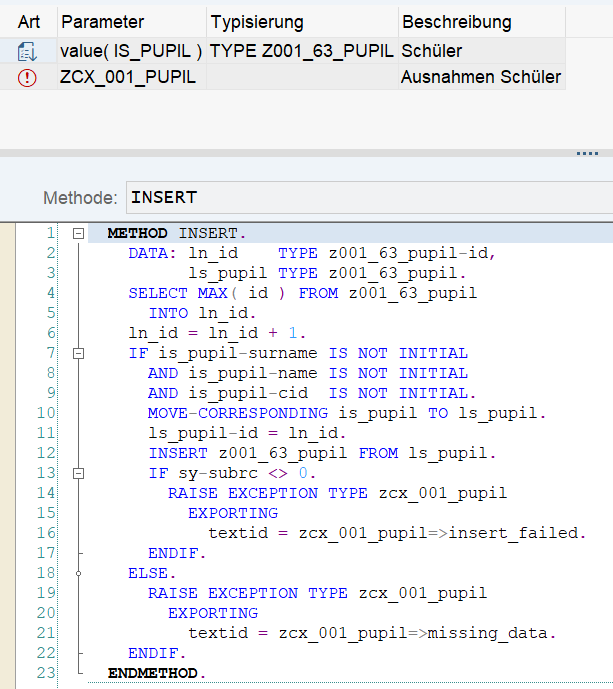 Art Parameter Typisierung Beschreibung
value( IS_PUPIL ) TYPE Z001_63_PUPIL Schüler
ZCX_001_PUPIL Ausnahmen Schüler
Methode: INSERT
1 METHOD INSERT.
2 DATA: ln_id TYPE z001_63_pupil-id,
3 ls_pupil TYPE z001_63_pupil.
4 SELECT MAX( id ) FROM z001_63_pupil
5 INTO ln_id.
6 ln_id = ln_id + 1.
7 IF is_pupil-surname IS NOT INITIAL
8 AND is_pupil-name IS NOT INITIAL
9 AND is_pupil-cid IS NOT INITIAL.
10 MOVE-CORRESPONDING is_pupil TO ls_pupil.
11 ls_pupil-id = ln_id.
12 INSERT z001_63_pupil FROM ls_pupil.
13 IF sy-subrc <> 0.
14 RAISE EXCEPTION TYPE zcx_001_pupil
15 EXPORTING
16 textid = zcx_001_pupil=>insert_failed.
17 ENDIF.
18 ELSE.
19 RAISE EXCEPTION TYPE zcx_001_pupil
20 EXPORTING
21 textid = zcx_001_pupil=>missing_data.
22 ENDIF.
23 ENDMETHOD.